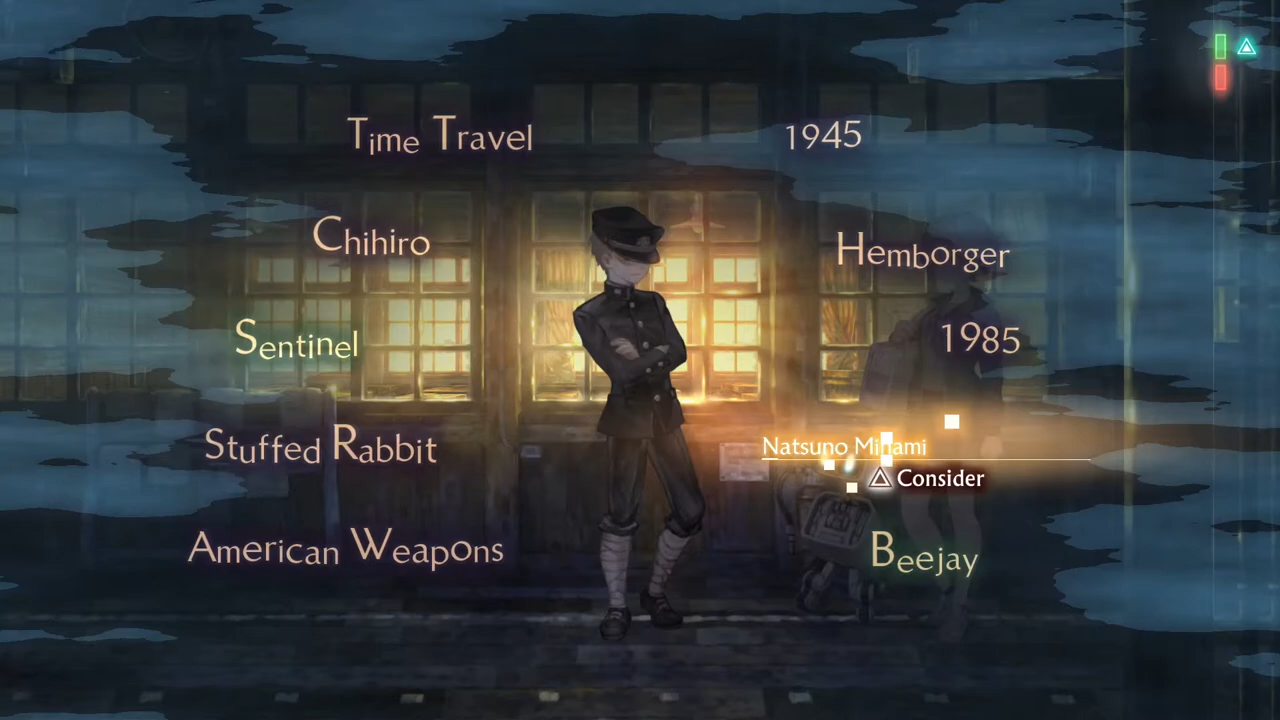 Time Travel
1945
Chihiro
Hemborger
Sentinel
1985
Stuffed Rabbit
Natsuno Minami
Consider
American Weapons
Beejay